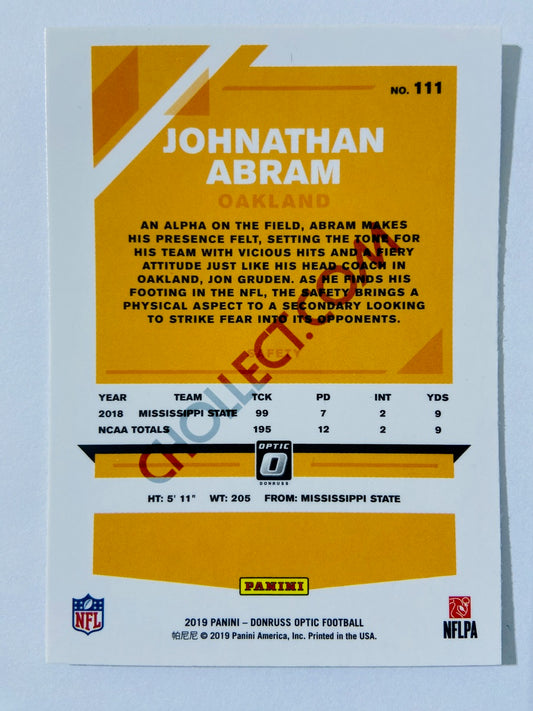 NO. 111
JOHNATHAN
ABRAM
OAKLAND
AN ALPHA ON THE FIELD, ABRAM MAKES
HIS PRESENCE FELT, SETTING THE TONE FOR
HIS TEAM WITH VICIOUS HITS AND A FIERY
ATTITUDE JUST LIKE HIS HEAD COACH IN
OAKLAND, JON GRUDEN. AS HE FINDS HIS
FOOTING IN THE NFL, THE SAFETY BRINGS A
PHYSICAL ASPECT TO A SECONDARY LOOKING
TO STRIKE FEAR INTO ITS OPPONENTS.
SAFETY
CHOLLECT.COM
YEAR TEAM TCK PD INT YDS
2018 MISSISSIPPI STATE 99 7 2 9
NCAA TOTALS 195 12 2 9
OPTIC
O
DONRUSS
HT: 5' 11" WT: 205 FROM: MISSISSIPPI STATE
PANINI
NFL
NFLPA
2019 PANINI – DONRUSS OPTIC FOOTBALL
帕尼尼 © 2019 Panini America, Inc. Printed in the USA.